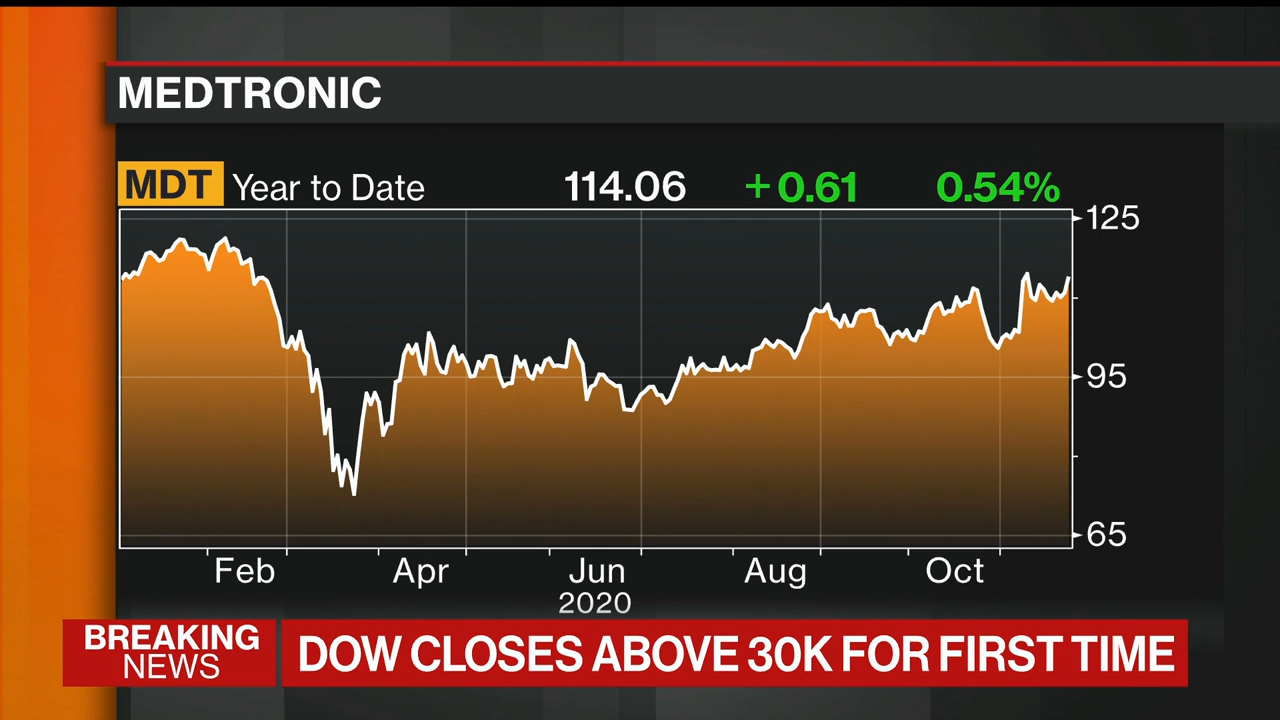 MEDTRONIC
MDT Year to Date 114.06 +0.61 0.54%
125
95
65
Feb Apr Jun Aug Oct
2020
BREAKING
NEWS
DOW CLOSES ABOVE 30K FOR FIRST TIME